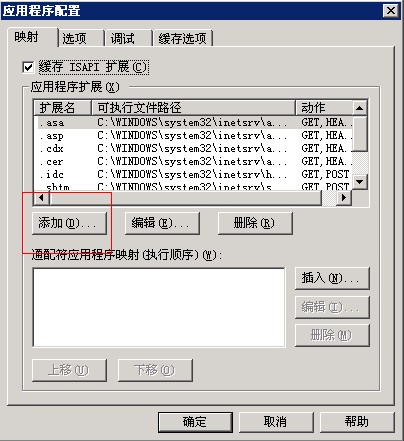 应用程序配置
映射 选项 调试 缓存选项
缓存 ISAPI 扩展(C)
应用程序扩展(X)
扩展名 可执行文件路径 动作
.asa C:\WINDOWS\system32\inetsrv\a... GET,HEA..
.asp C:\WINDOWS\system32\inetsrv\a... GET,HEA..
.cdx C:\WINDOWS\system32\inetsrv\a... GET,HEA..
.cer C:\WINDOWS\system32\inetsrv\a... GET,HEA..
.idc C:\WINDOWS\system32\inetsrv\h... GET,POST
.shtm C:\WINDOWS\system32\inetsrv\s... GET,POST
添加(D)... 编辑(E)... 删除(R)
通配符应用程序映射(执行顺序)(W):
插入(N)...
编辑(I)...
删除(M)
上移(U) 下移(O)
确定 取消 帮助